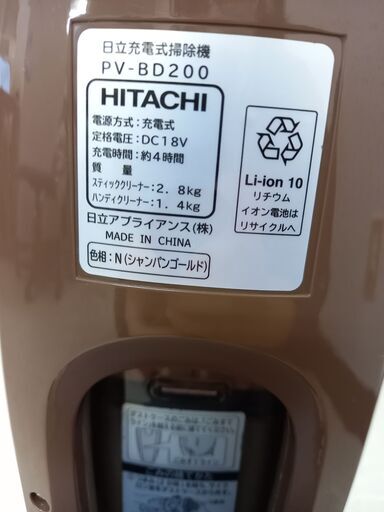 日立充電式掃除機
PV-BD200
HITACHI
電源方式：充電式
定格電圧：DC18V
充電時間：約4時間
質　量
スティッククリーナー：2.8kg
ハンディクリーナー：1.4kg
日立アプライアンス(株)
MADE IN CHINA
色相：N(シャンパンゴールド)
Li-ion 10
リチウム
イオン電池は
リサイクルへ